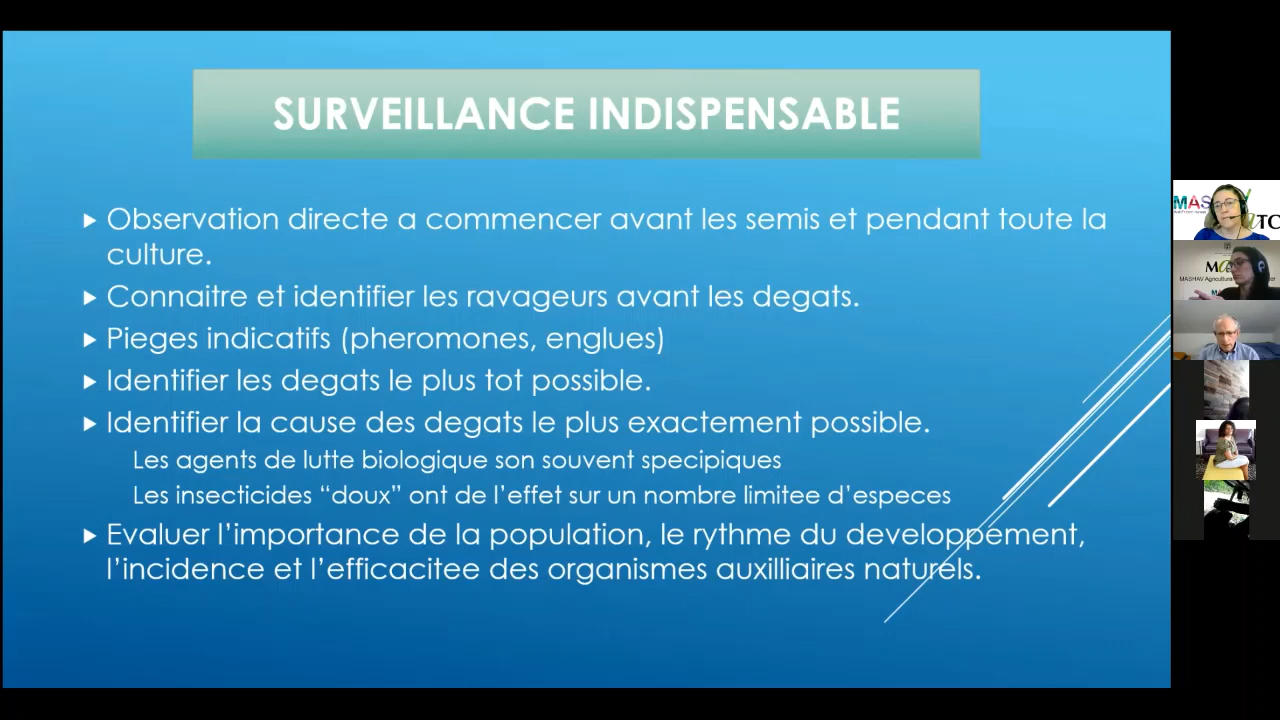 SURVEILLANCE INDISPENSABLE
Observation directe a commencer avant les semis et pendant toute la
culture.
Connaitre et identifier les ravageurs avant les degats.
Pieges indicatifs (pheromones, englues)
Identifier les degats le plus tot possible.
Identifier la cause des degats le plus exactement possible.
Les agents de lutte biologique son souvent specipiques
Les insecticides “doux” ont de l’effet sur un nombre limitee d’especes
Evaluer l’importance de la population, le rythme du developpement,
l’incidence et l’efficacitee des organismes auxilliaires naturels.
MAS
TC
MASHAV Agricultur